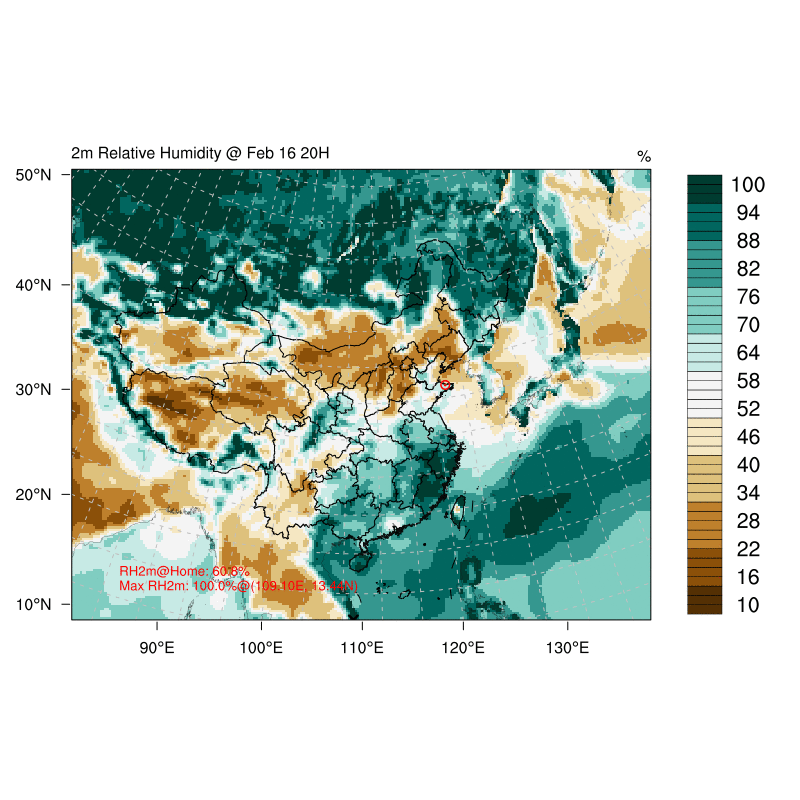 2m Relative Humidity @ Feb 16 20H
%
50°N
40°N
30°N
20°N
10°N
90°E
100°E
110°E
120°E
130°E
100
94
88
82
76
70
64
58
52
46
40
34
28
22
16
10
RH2m@Home: 60.8%
Max RH2m: 100.0%@(109.10E, 13.41N)